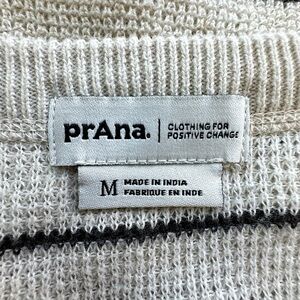 prAna.
CLOTHING FOR
POSITIVE CHANGE
M
MADE IN INDIA
FABRIQUE EN INDE